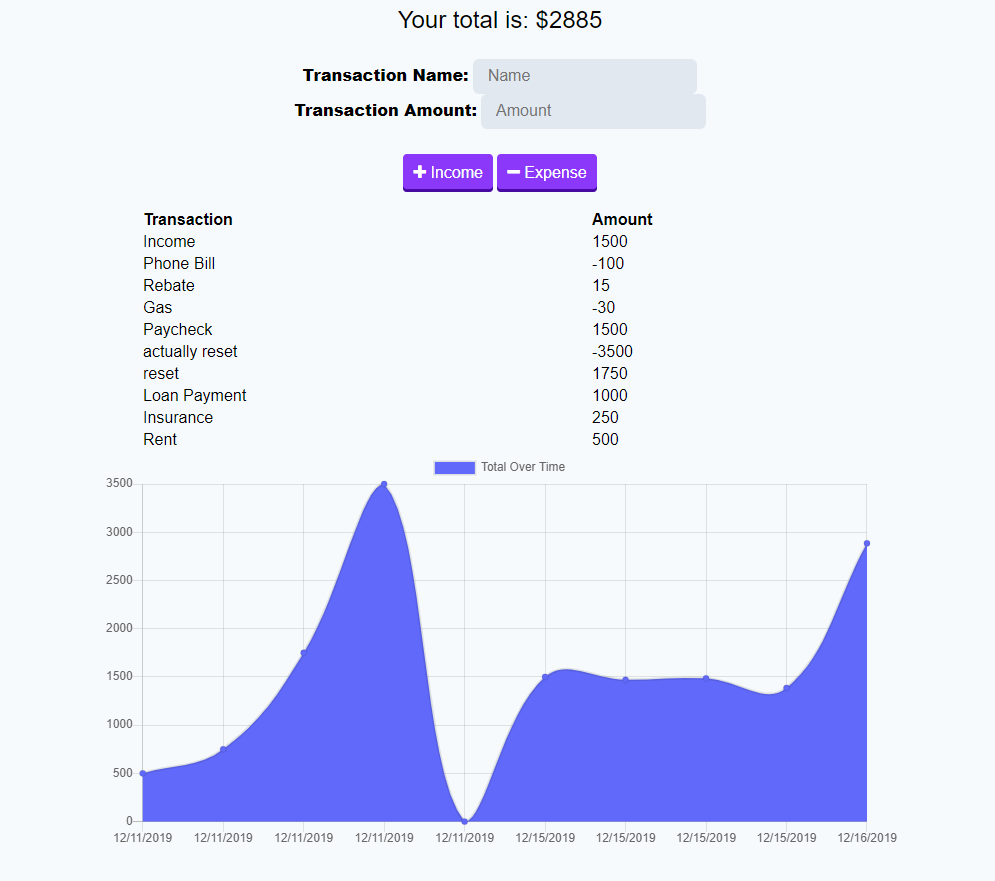 Your total is: $2885
Transaction Name: Name
Transaction Amount: Amount
+ Income − Expense
Transaction Amount
Income 1500
Phone Bill -100
Rebate 15
Gas -30
Paycheck 1500
actually reset -3500
reset 1750
Loan Payment 1000
Insurance 250
Rent 500
Total Over Time
3500
3000
2500
2000
1500
1000
500
0
12/11/2019 12/11/2019 12/11/2019 12/11/2019 12/11/2019 12/15/2019 12/15/2019 12/15/2019 12/15/2019 12/16/2019